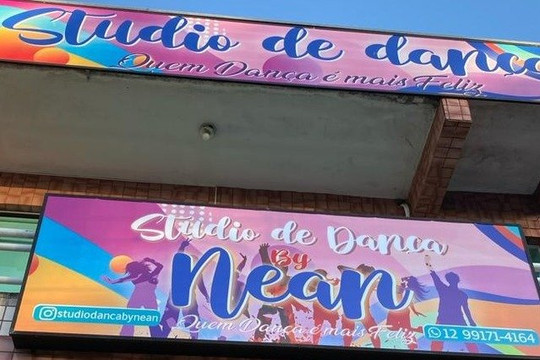 Studio de dança
Quem Dança é mais Feliz
Studio de Dança
By
Nean
Quem Dança é mais Feliz
studiodancabynean
12 99171-4164